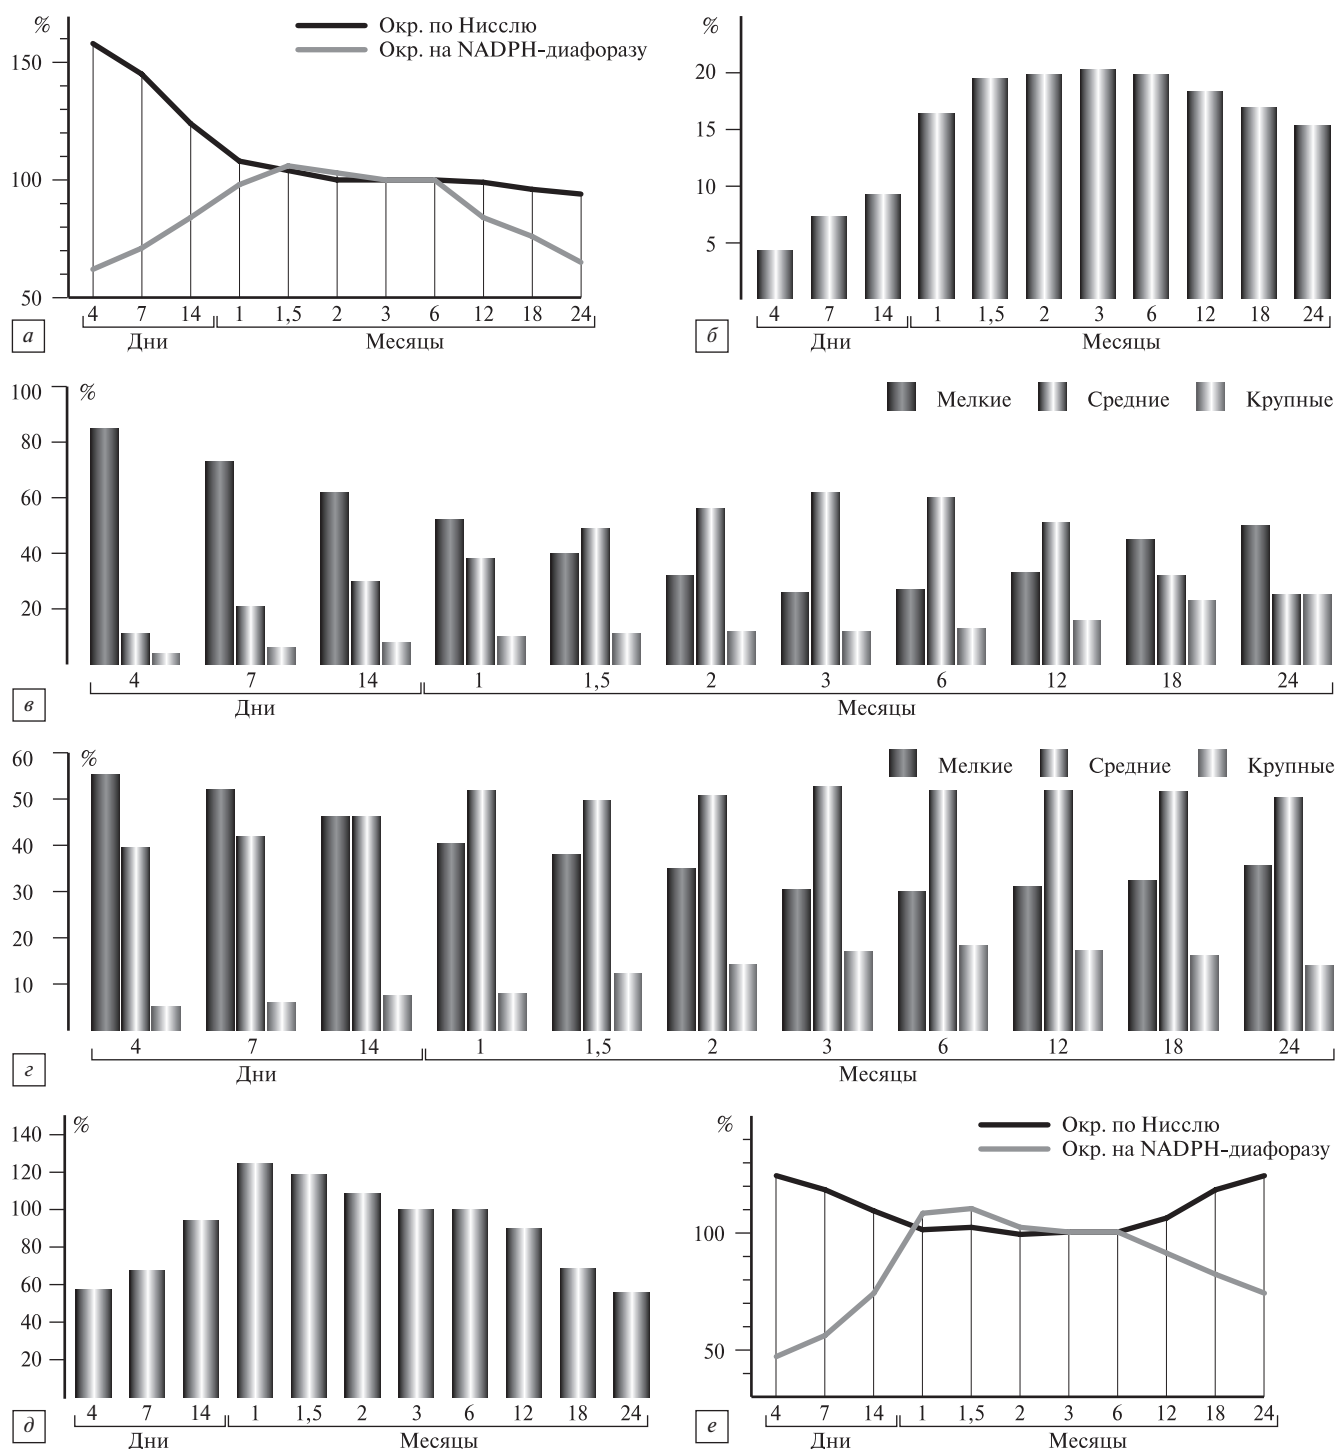 %
150
100
50
Окр. по Нисслю
Окр. на NADPH-диафоразу
4 7 14 1 1,5 2 3 6 12 18 24
Дни Месяцы
а
%
20
15
10
5
4 7 14 1 1,5 2 3 6 12 18 24
Дни Месяцы
б
%
100
80
60
40
20
Мелкие Средние Крупные
4 7 14 1 1,5 2 3 6 12 18 24
Дни Месяцы
в
%
60
50
40
30
20
10
Мелкие Средние Крупные
4 7 14 1 1,5 2 3 6 12 18 24
Дни Месяцы
г
%
140
120
100
80
60
40
20
4 7 14 1 1,5 2 3 6 12 18 24
Дни Месяцы
д
%
100
50
Окр. по Нисслю
Окр. на NADPH-диафоразу
4 7 14 1 1,5 2 3 6 12 18 24
Дни Месяцы
е